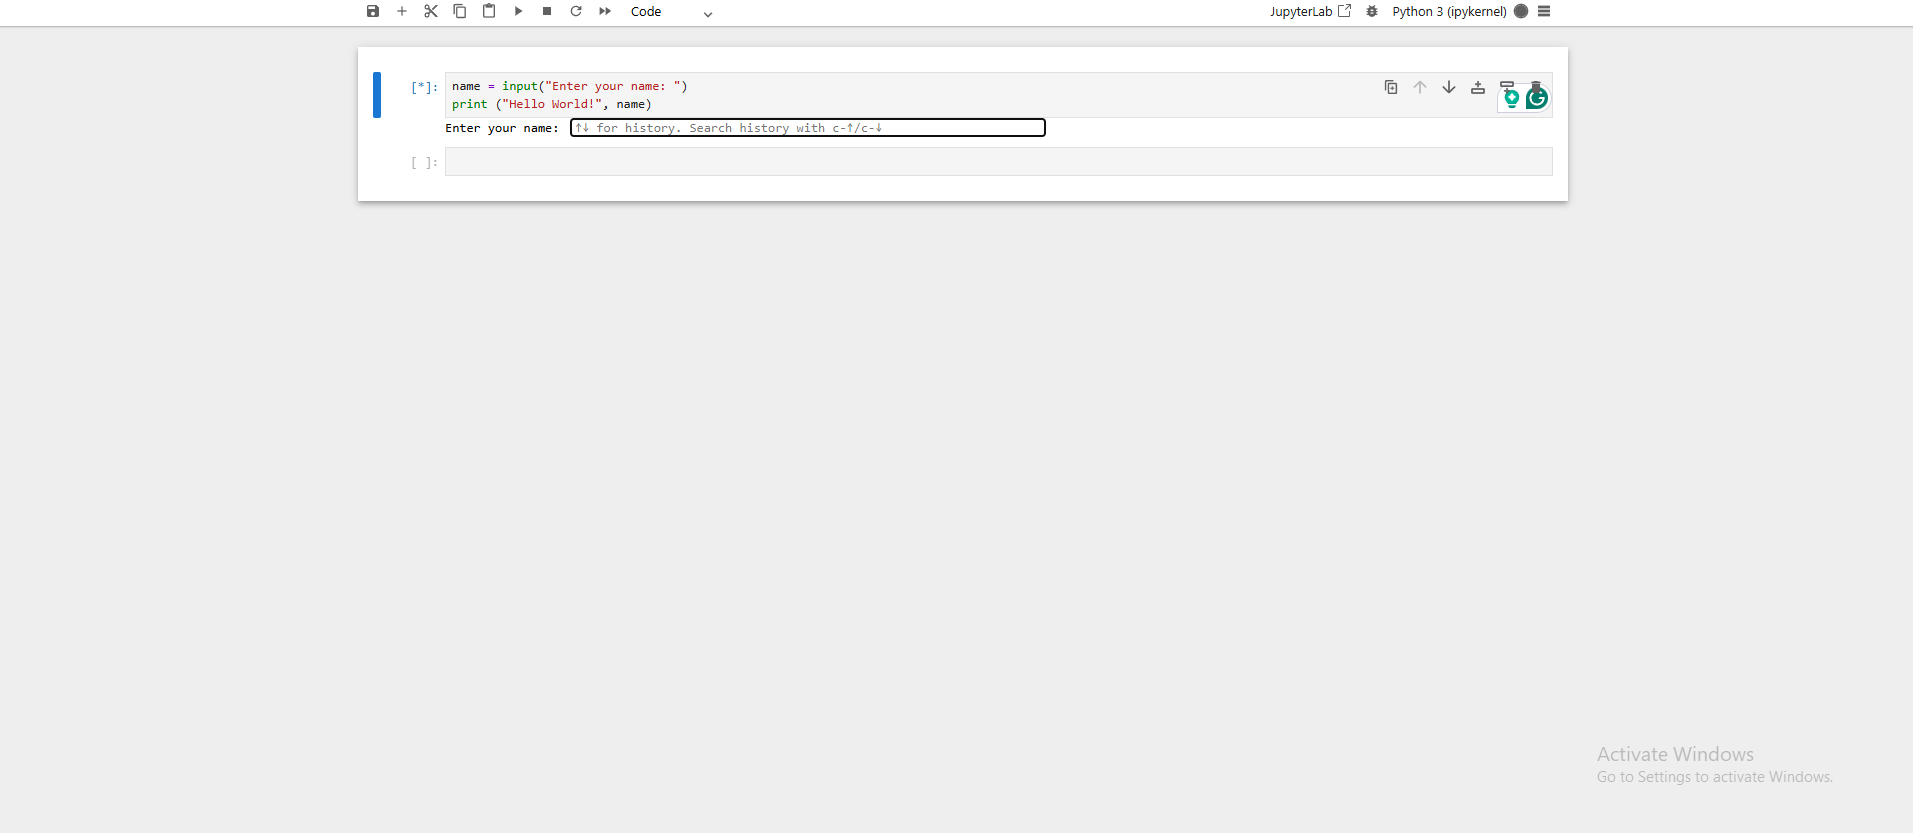 Code
JupyterLab
Python 3 (ipykernel)
[*]:
name = input("Enter your name: ")
print ("Hello World!", name)
Enter your name: ↑↓ for history. Search history with c-↑/c-↓
[ ]:
Activate Windows
Go to Settings to activate Windows.